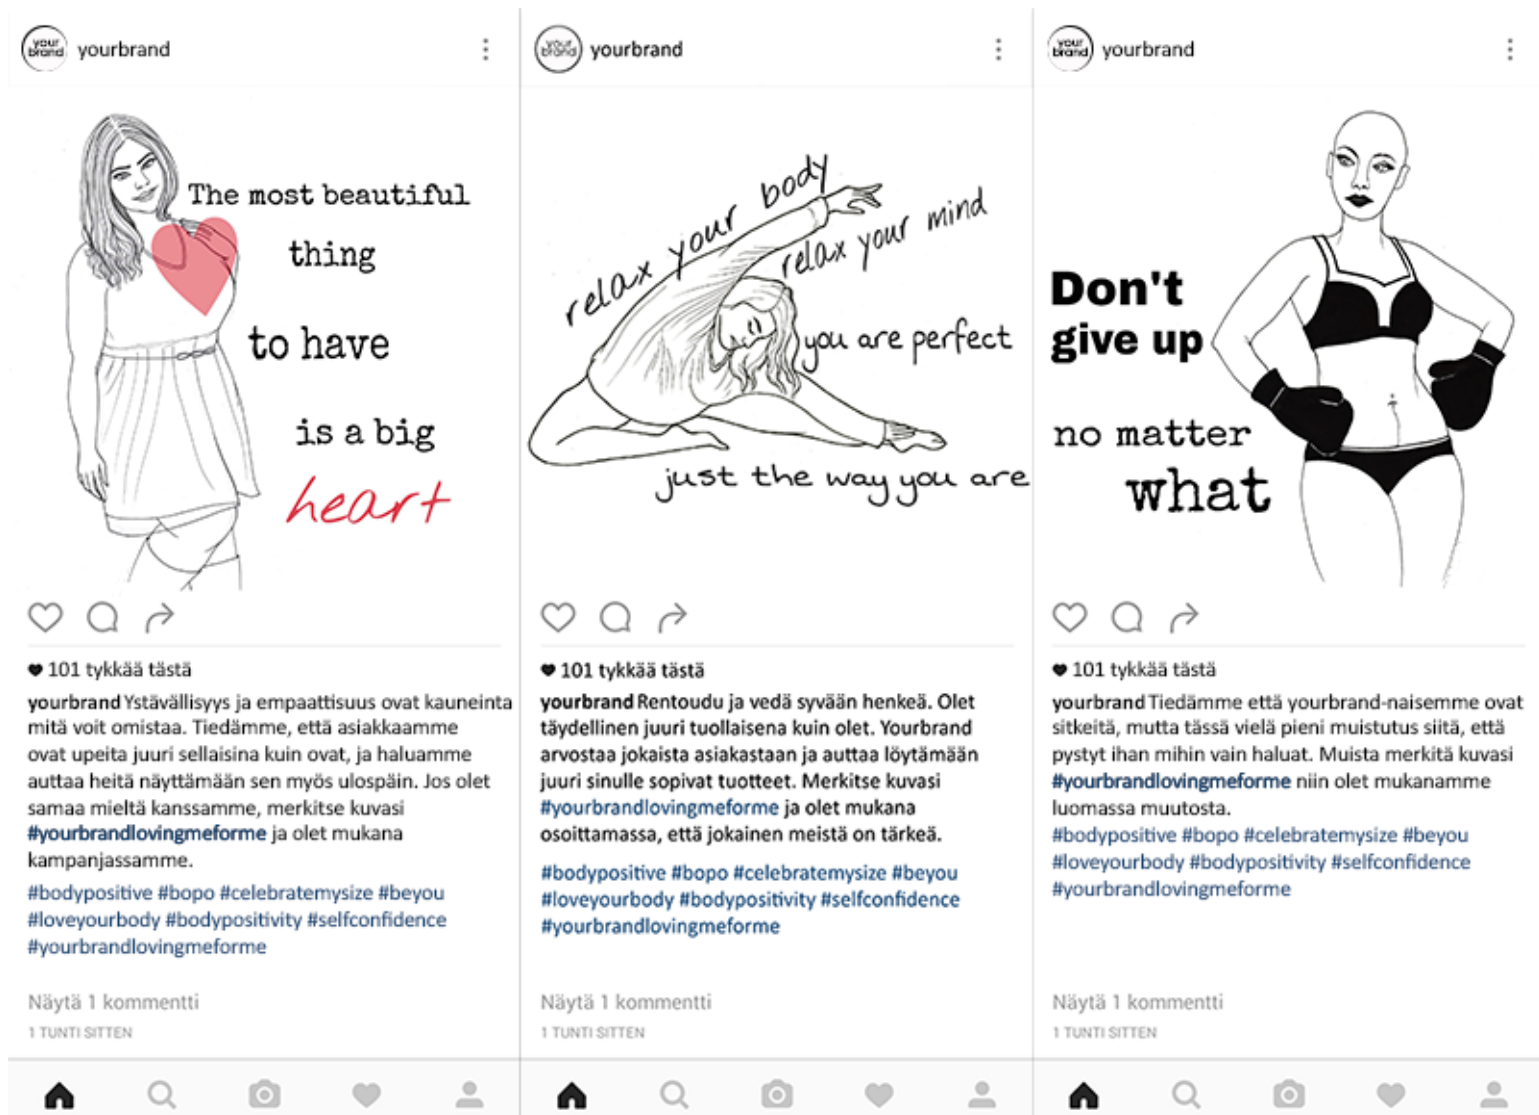 your
brand
yourbrand
The most beautiful
thing
to have
is a big
heart
101 tykkää tästä
yourbrand Ystävällisyys ja empaattisuus ovat kauneinta
mitä voit omistaa. Tiedämme, että asiakkaamme
ovat upeita juuri sellaisina kuin ovat, ja haluamme
auttaa heitä näyttämään sen myös ulospäin. Jos olet
samaa mieltä kanssamme, merkitse kuvasi
#yourbrandlovingmeforme ja olet mukana
kampanjassamme.
#bodypositive #bopo #celebratemysize #beyou
#loveyourbody #bodypositivity #selfconfidence
#yourbrandlovingmeforme
Näytä 1 kommentti
1 TUNTI SITTEN
your
brand
yourbrand
relax your body
relax your mind
you are perfect
just the way you are
101 tykkää tästä
yourbrand Rentoudu ja vedä syvään henkeä. Olet
täydellinen juuri tuollaisena kuin olet. Yourbrand
arvostaa jokaista asiakastaan ja auttaa löytämään
juuri sinulle sopivat tuotteet. Merkitse kuvasi
#yourbrandlovingmeforme ja olet mukana
osoittamassa, että jokainen meistä on tärkeä.
#bodypositive #bopo #celebratemysize #beyou
#loveyourbody #bodypositivity #selfconfidence
#yourbrandlovingmeforme
Näytä 1 kommentti
1 TUNTI SITTEN
your
brand
yourbrand
Don't
give up
no matter
what
101 tykkää tästä
yourbrand Tiedämme että yourbrand-naisemme ovat
sitkeitä, mutta tässä vielä pieni muistutus siitä, että
pystyt ihan mihin vain haluat. Muista merkitä kuvasi
#yourbrandlovingmeforme niin olet mukanamme
luomassa muutosta.
#bodypositive #bopo #celebratemysize #beyou
#loveyourbody #bodypositivity #selfconfidence
#yourbrandlovingmeforme
Näytä 1 kommentti
1 TUNTI SITTEN